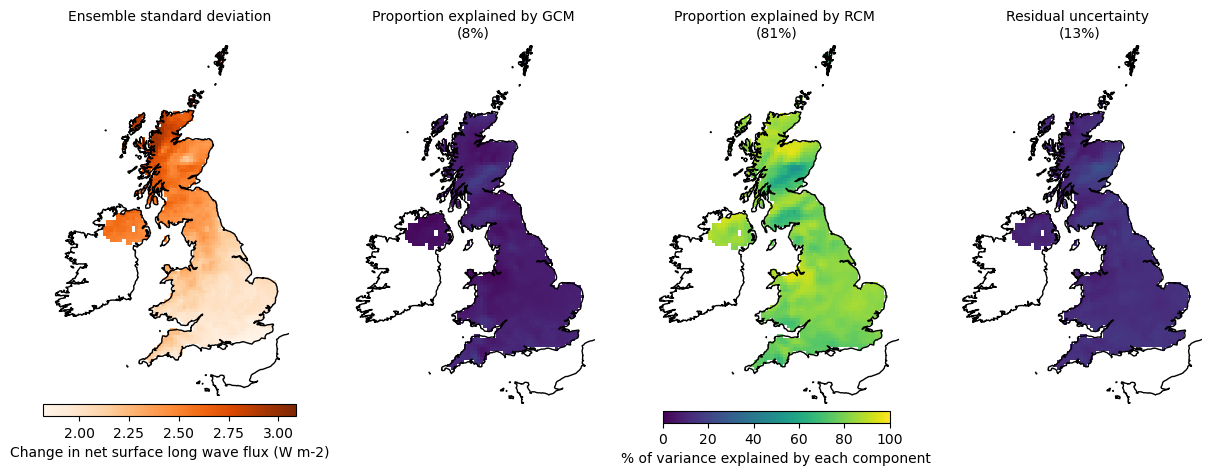 Ensemble standard deviation
Proportion explained by GCM
(8%)
Proportion explained by RCM
(81%)
Residual uncertainty
(13%)
2.00 2.25 2.50 2.75 3.00
Change in net surface long wave flux (W m-2)
0 20 40 60 80 100
% of variance explained by each component